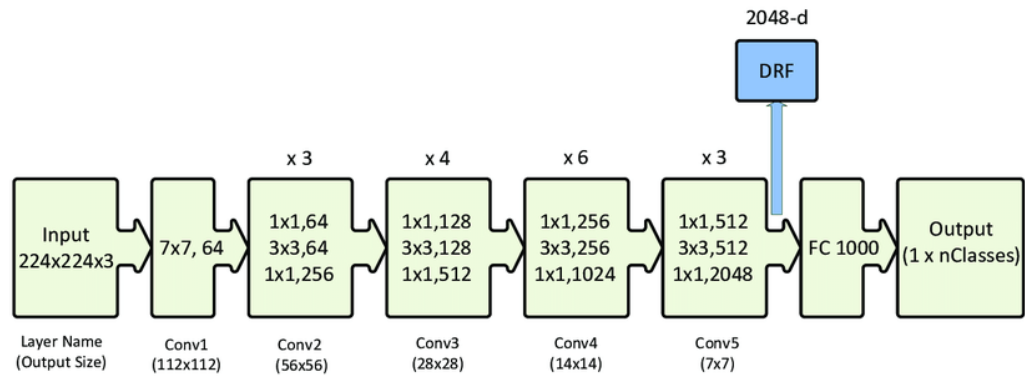 2048-d
DRF
x 3
x 4
x 6
x 3
Input
224x224x3
7x7, 64
1x1,64
3x3,64
1x1,256
1x1,128
3x3,128
1x1,512
1x1,256
3x3,256
1x1,1024
1x1,512
3x3,512
1x1,2048
FC 1000
Output
(1 x nClasses)
Layer Name
(Output Size)
Conv1
(112x112)
Conv2
(56x56)
Conv3
(28x28)
Conv4
(14x14)
Conv5
(7x7)